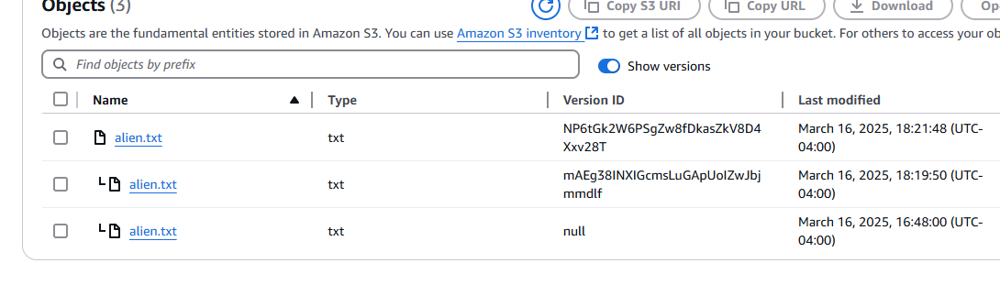 Objects (3)
Copy S3 URI
Copy URL
Download
Op
Objects are the fundamental entities stored in Amazon S3. You can use Amazon S3 inventory to get a list of all objects in your bucket. For others to access your ob
Find objects by prefix
Show versions
Name Type Version ID Last modified
alien.txt txt NP6tGk2W6PSgZw8fDkasZkV8D4 March 16, 2025, 18:21:48 (UTC-
Xxv28T 04:00)
alien.txt txt mAEg38INXIGcmsLuGApUoIZwJbj March 16, 2025, 18:19:50 (UTC-
mmdlf 04:00)
alien.txt txt null March 16, 2025, 16:48:00 (UTC-
04:00)